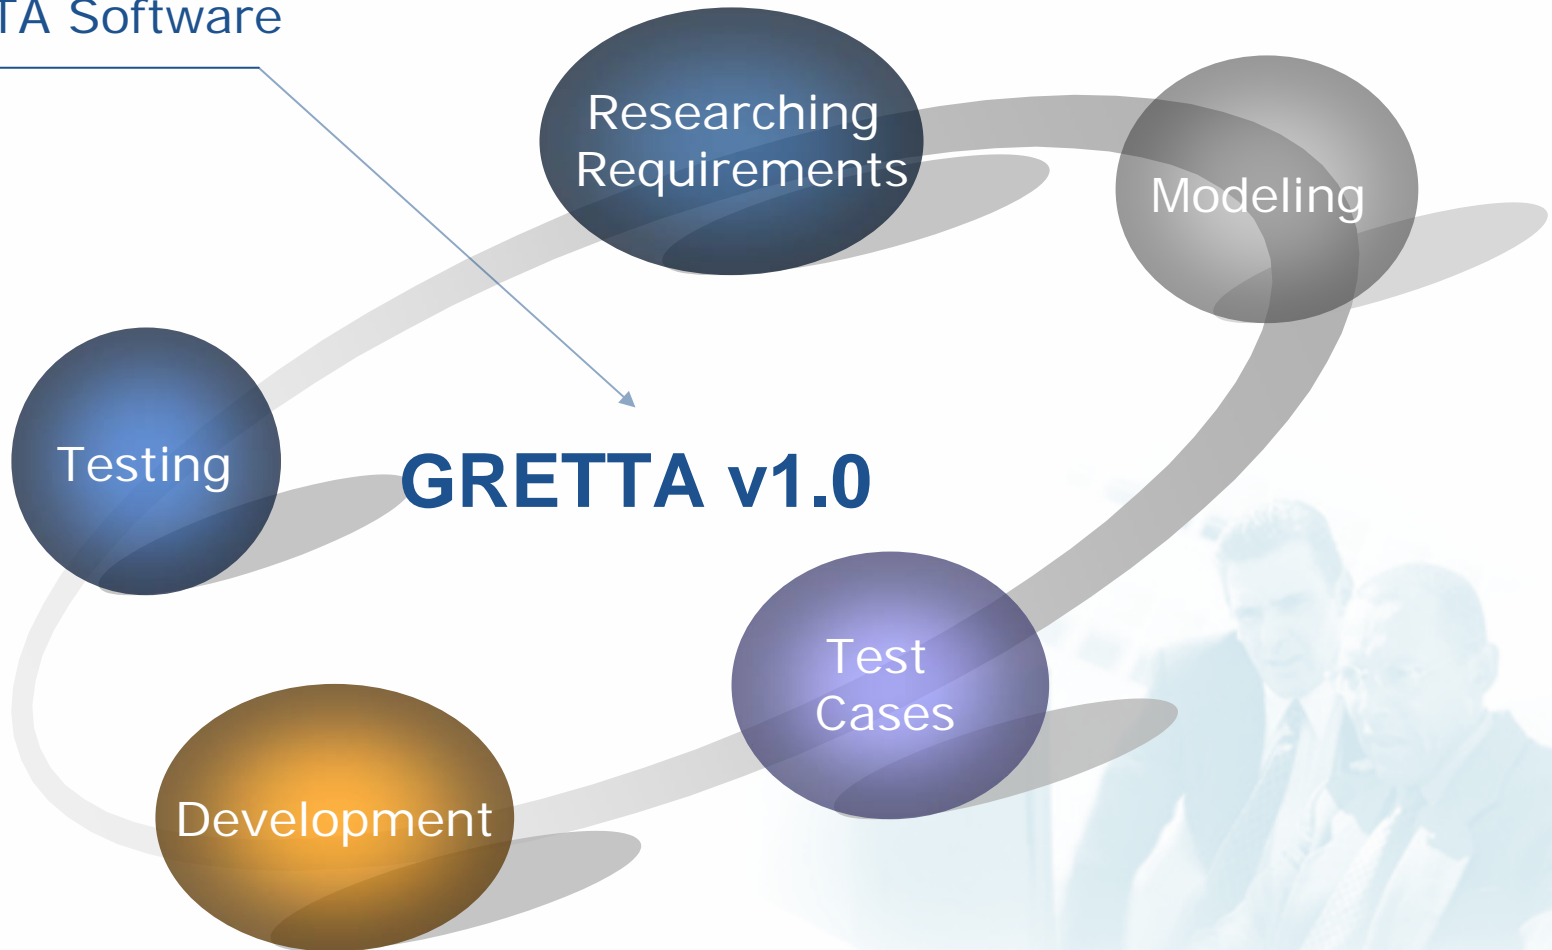 TA Software
Researching
Requirements
Modeling
Testing
GRETTA v1.0
Test
Cases
Development